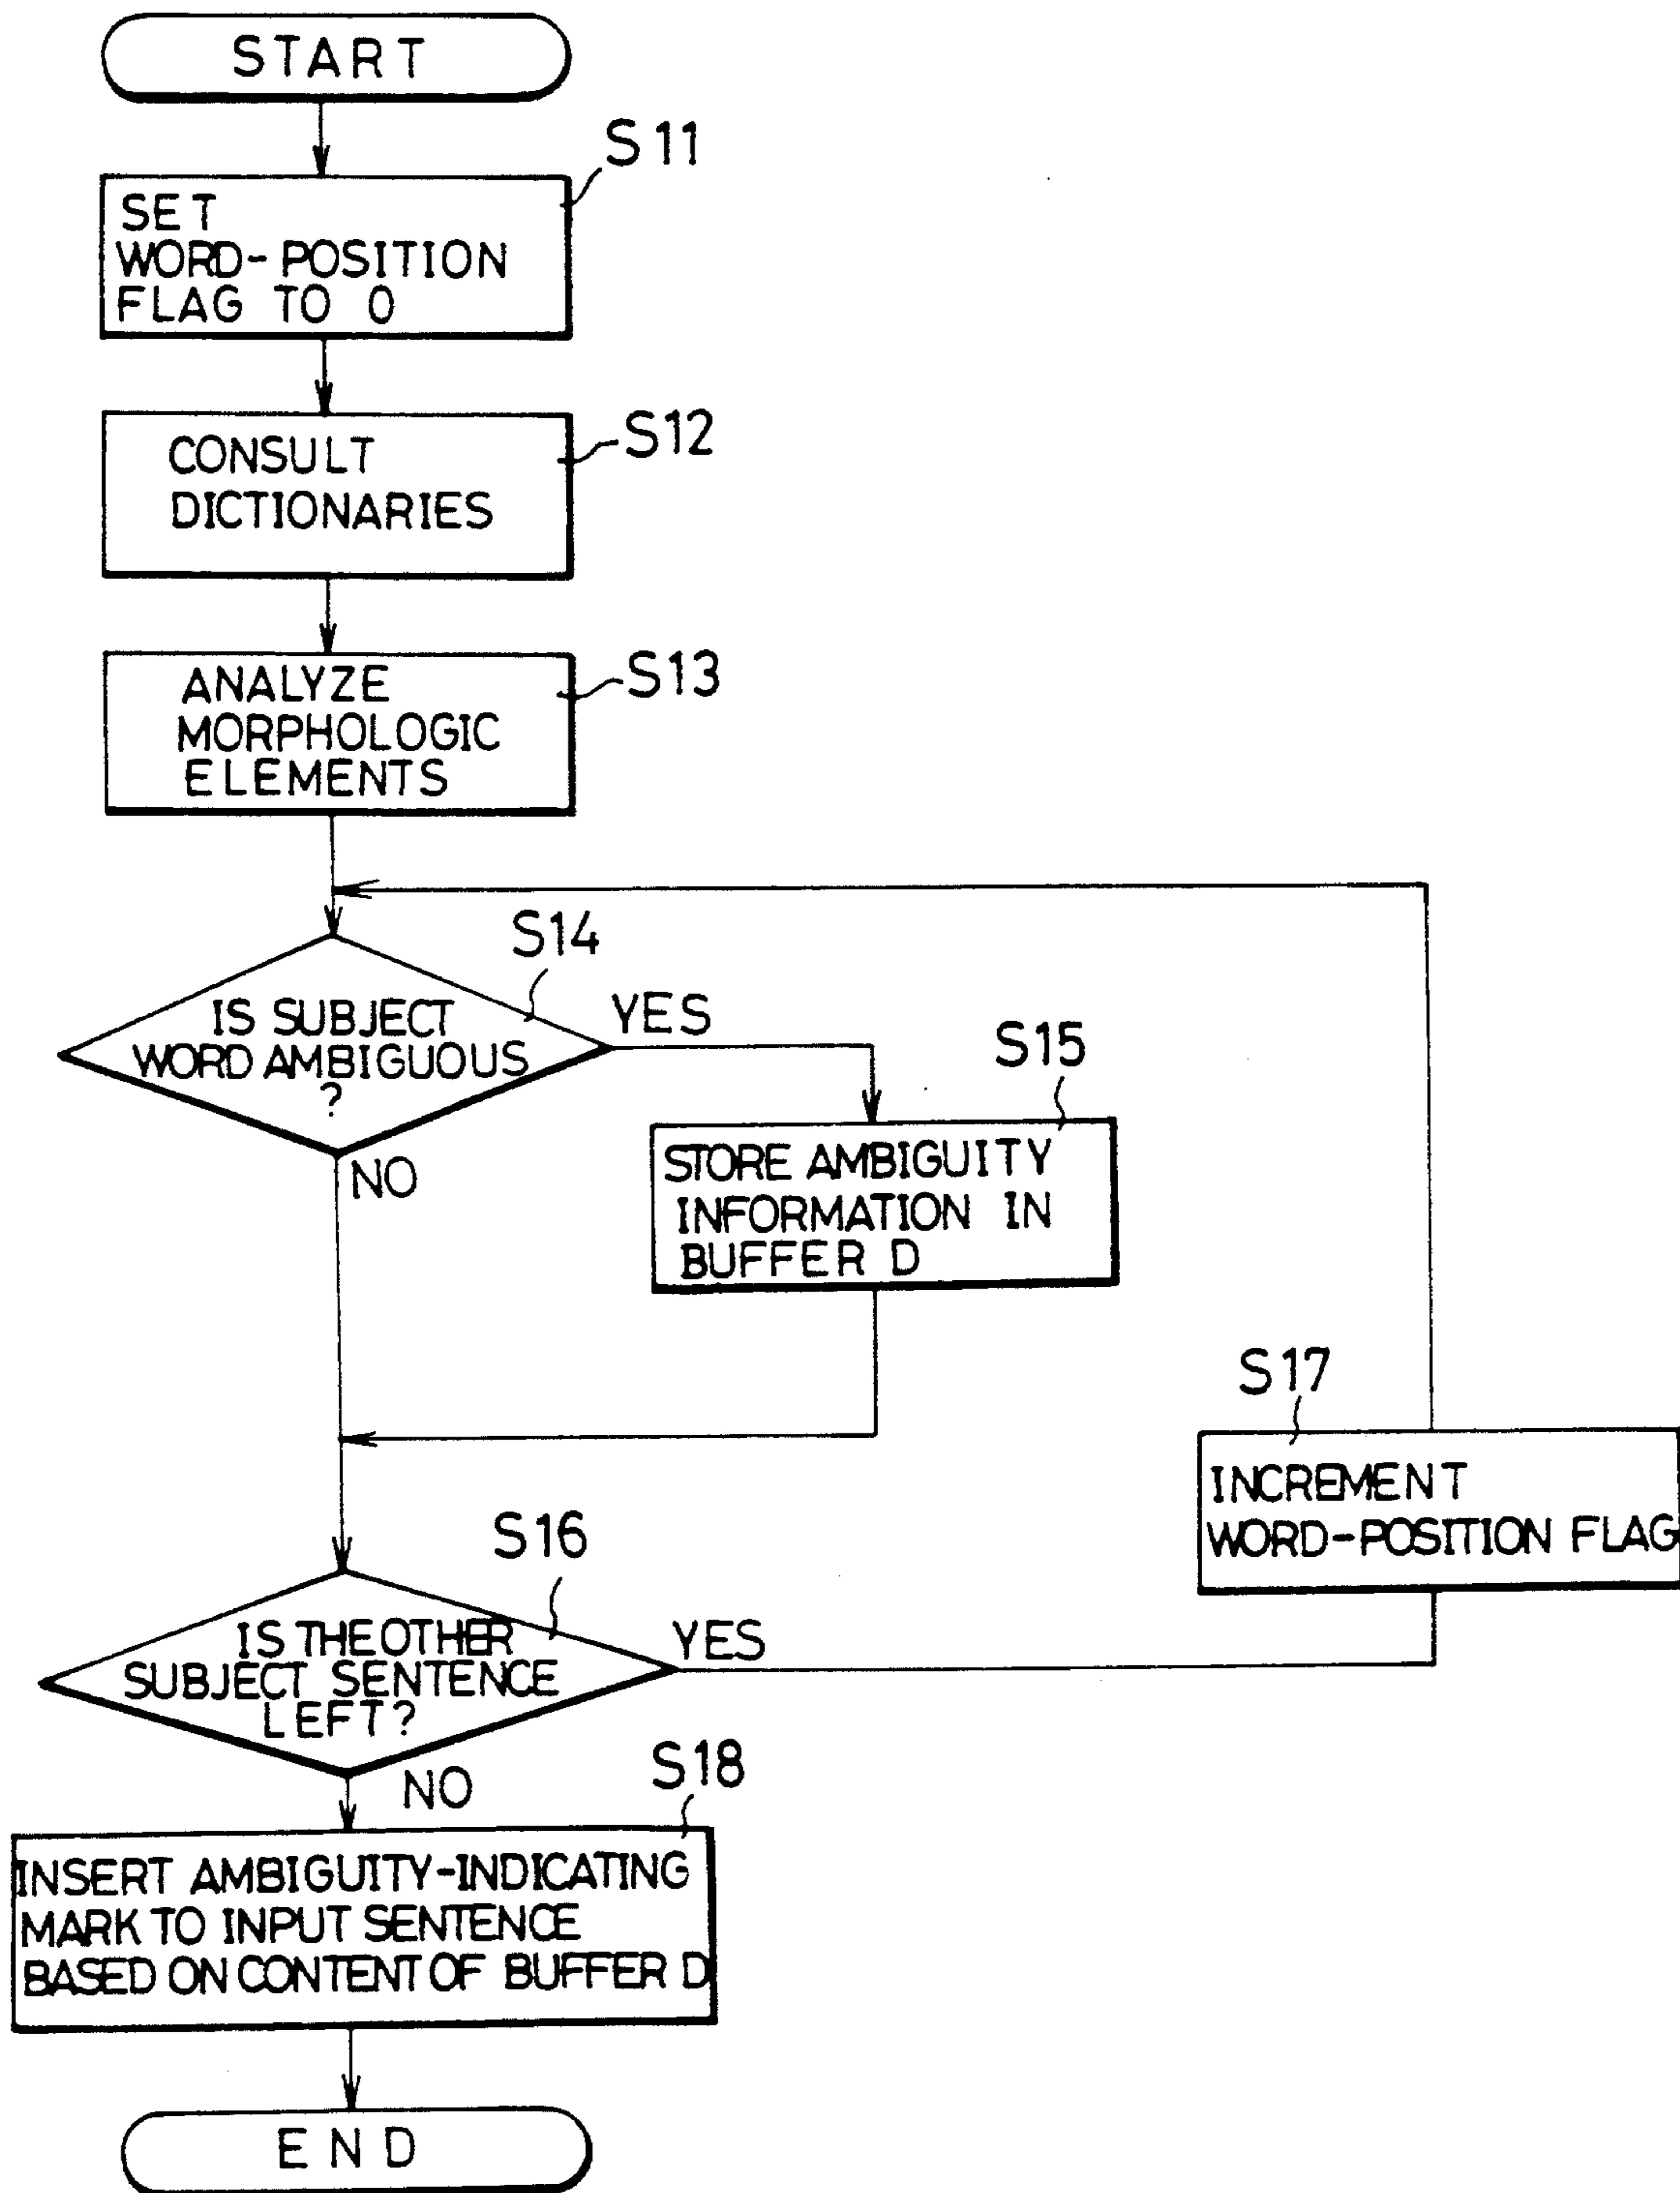 START
S11
SET
WORD-POSITION
FLAG TO 0
S12
CONSULT
DICTIONARIES
S13
ANALYZE
MORPHOLOGIC
ELEMENTS
S14
IS SUBJECT
WORD AMBIGUOUS
?
YES
NO
S15
STORE AMBIGUITY
INFORMATION IN
BUFFER D
S17
INCREMENT
WORD-POSITION FLAG
S16
IS THE OTHER
SUBJECT SENTENCE
LEFT?
YES
NO
S18
INSERT AMBIGUITY-INDICATING
MARK TO INPUT SENTENCE
BASED ON CONTENT OF BUFFER D
END